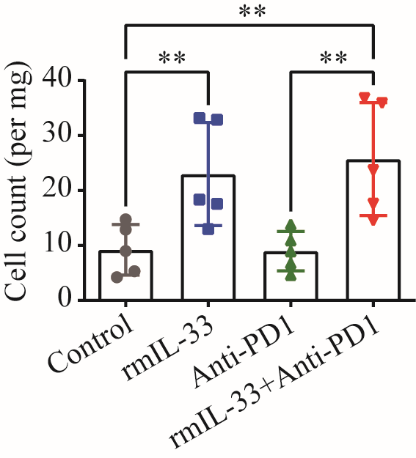 **
** **
Cell count (per mg)
40
30
20
10
0
Control
rmIL-33
Anti-PD1
rmIL-33+Anti-PD1